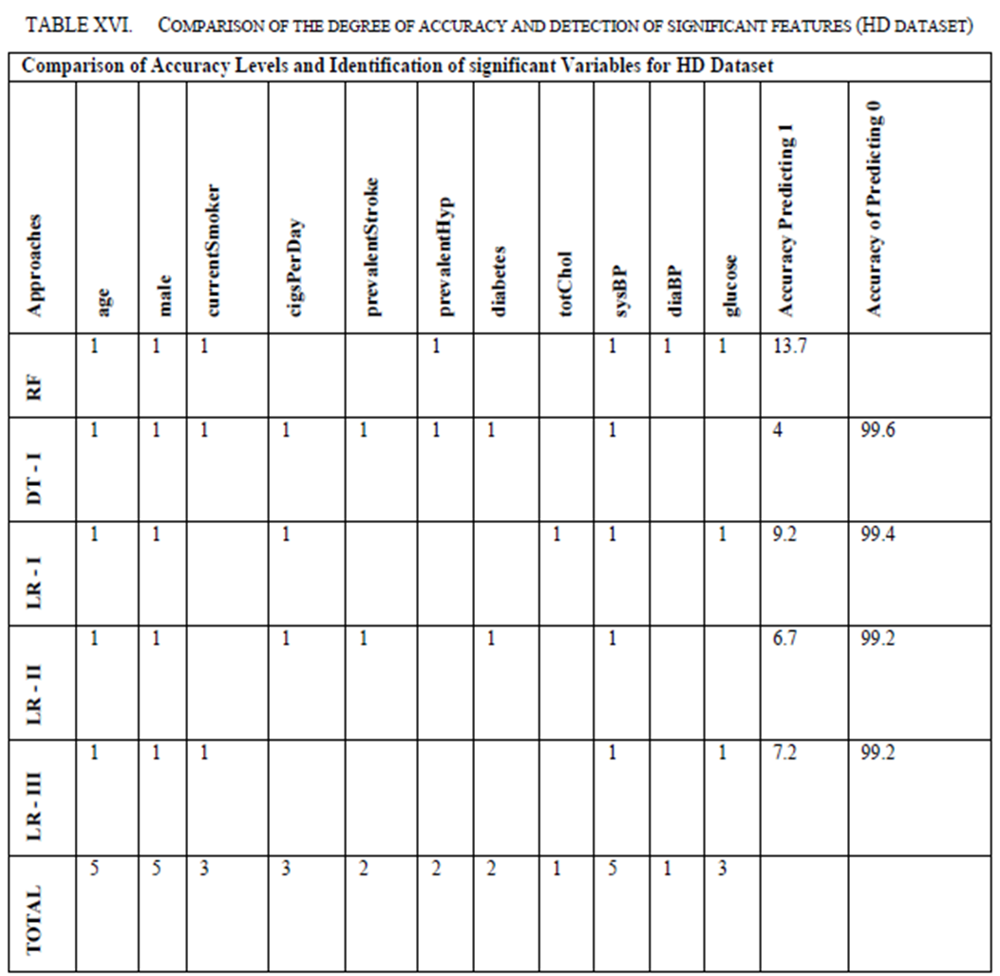 TABLE XVI. COMPARISON OF THE DEGREE OF ACCURACY AND DETECTION OF SIGNIFICANT FEATURES (HD DATASET)
Comparison of Accuracy Levels and Identification of significant Variables for HD Dataset
Approaches age male currentSmoker cigsPerDay prevalentStroke prevalentHyp diabetes totChol sysBP diaBP glucose Accuracy Predicting 1 Accuracy of Predicting 0
RF 1 1 1 1 1 1 1 13.7
DT - I 1 1 1 1 1 1 1 1 4 99.6
LR - I 1 1 1 1 1 1 9.2 99.4
LR - II 1 1 1 1 1 1 6.7 99.2
LR - III 1 1 1 1 1 7.2 99.2
TOTAL 5 5 3 3 2 2 2 1 5 1 3